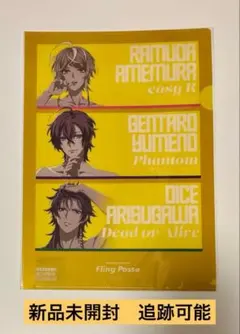 RAMUDA
AMEMURA
easy R
GENTARO
YUMENO
Phantom
DICE
ARISUGAWA
Dead or Alive
Fling Posse
新品未開封　追跡可能